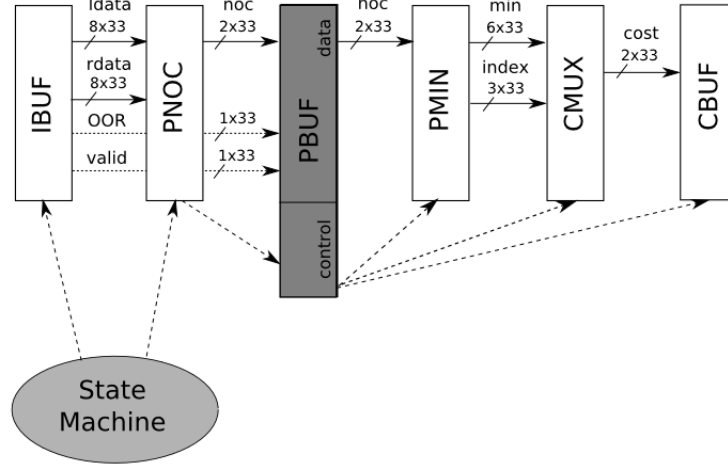 ldata
8x33
noc
2x33
data
noc
2x33
min
6x33
cost
2x33
rdata
8x33
index
3x33
IBUF
PNOC
PBUF
PMIN
CMUX
CBUF
OOR
1x33
valid
1x33
control
State
Machine